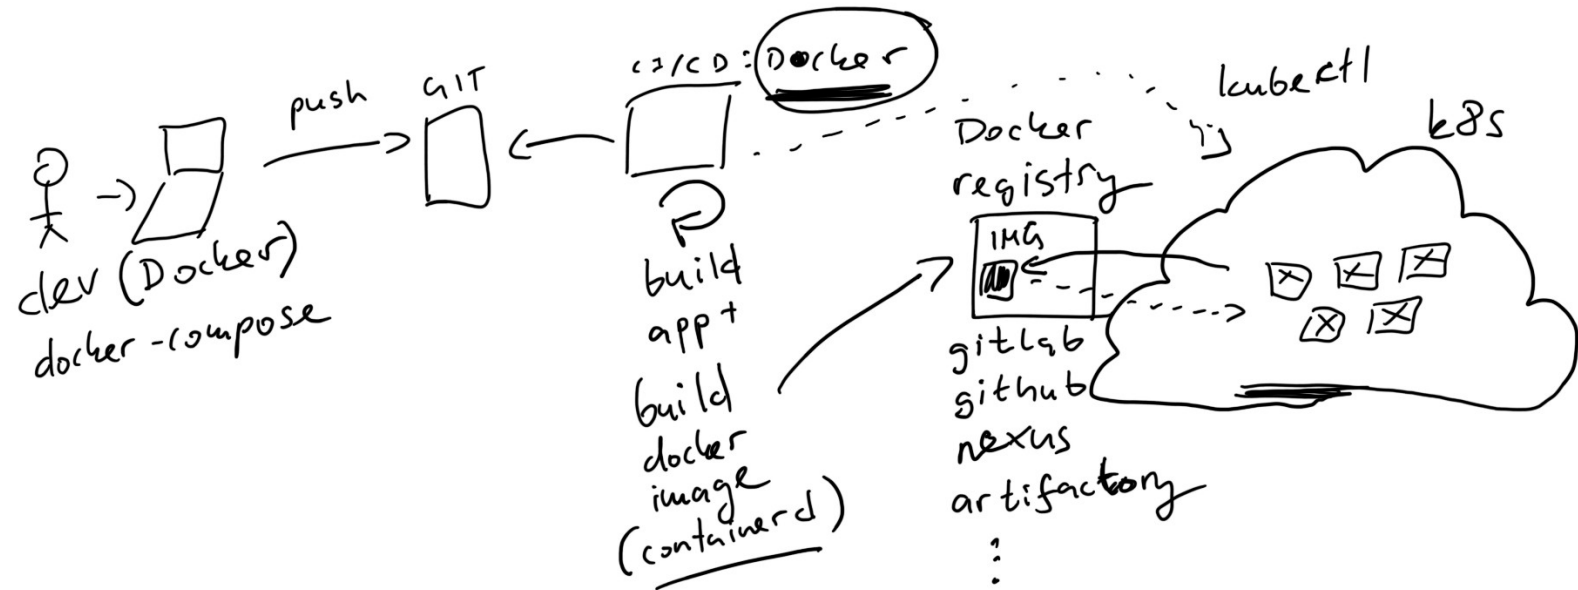 dev (Docker)
docker-compose
push
GIT
CI/CD: Docker
build
app +
build
docker
image
(containerd)
Docker
registry
IMG
gitlab
github
nexus
artifactory
kubectl
k8s